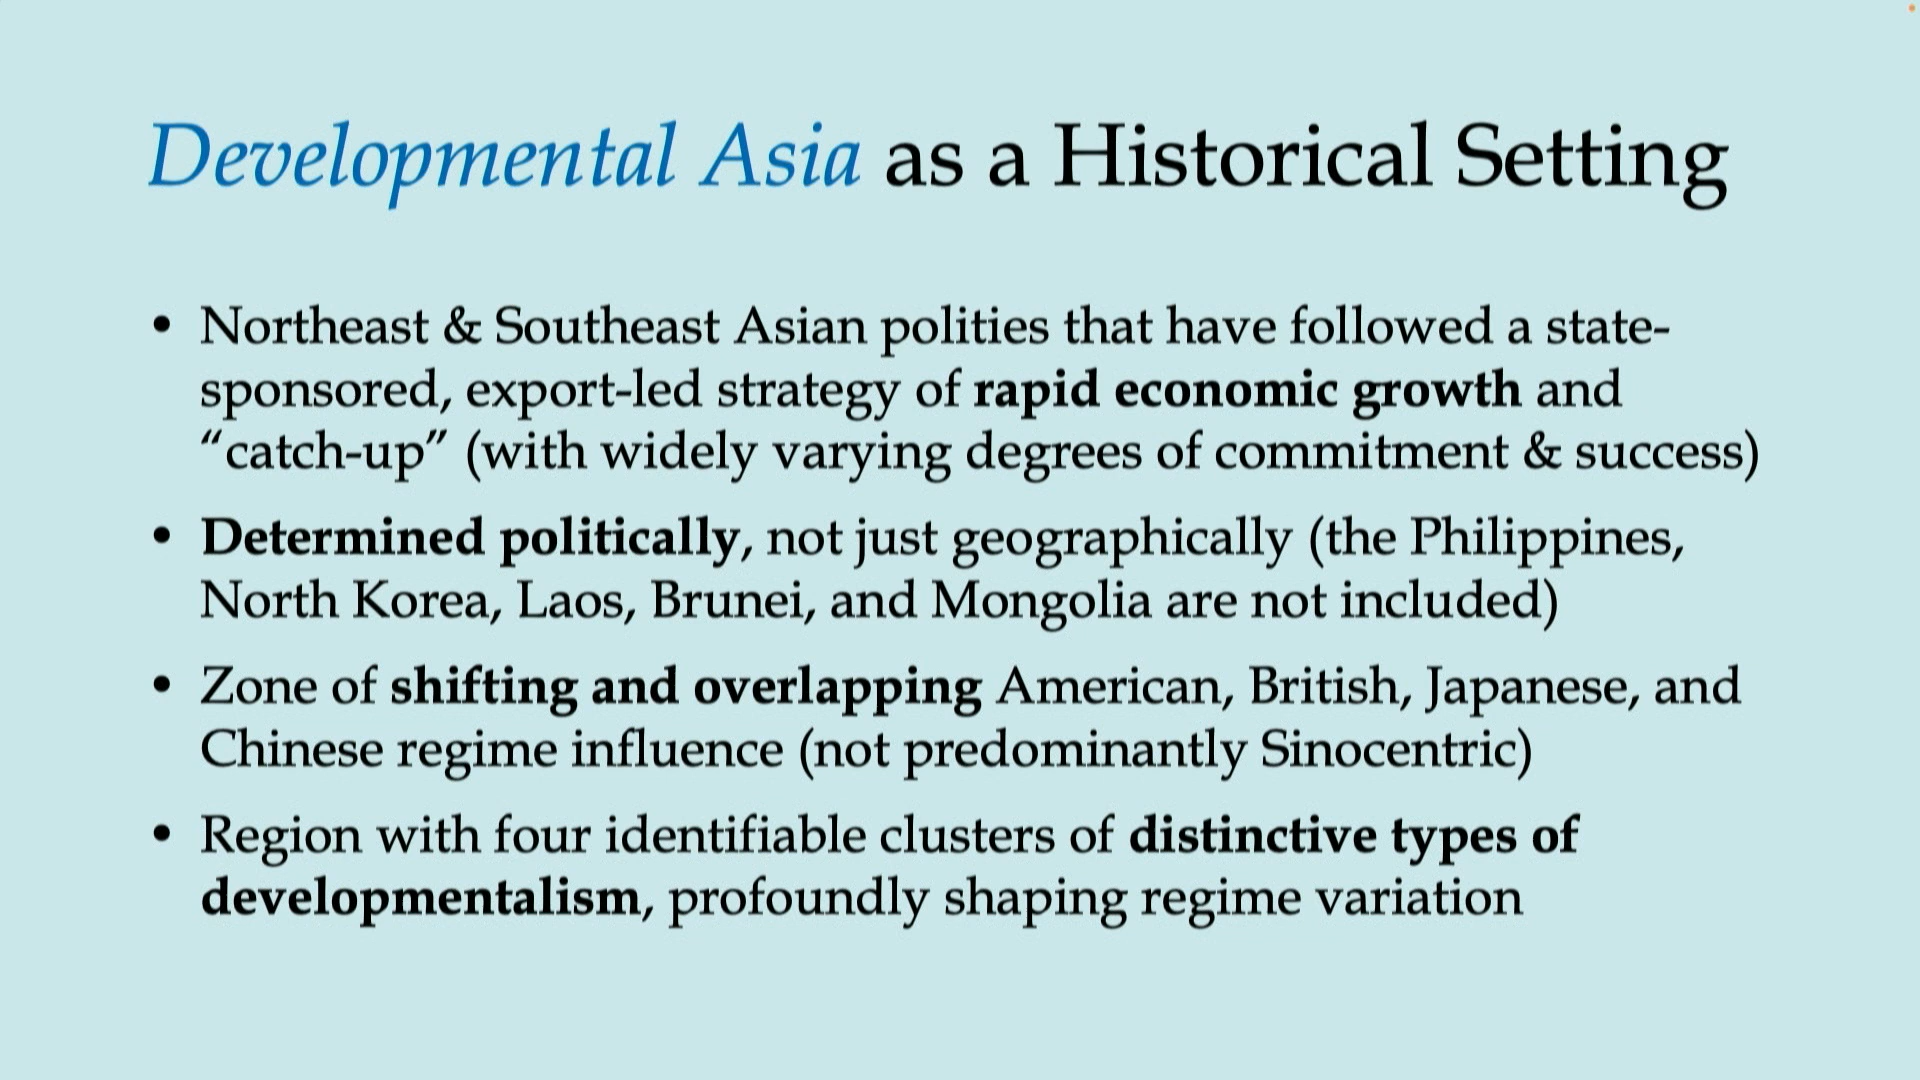 Developmental Asia as a Historical Setting
• Northeast & Southeast Asian polities that have followed a state-
sponsored, export-led strategy of rapid economic growth and
“catch-up” (with widely varying degrees of commitment & success)
• Determined politically, not just geographically (the Philippines,
North Korea, Laos, Brunei, and Mongolia are not included)
• Zone of shifting and overlapping American, British, Japanese, and
Chinese regime influence (not predominantly Sinocentric)
• Region with four identifiable clusters of distinctive types of
developmentalism, profoundly shaping regime variation